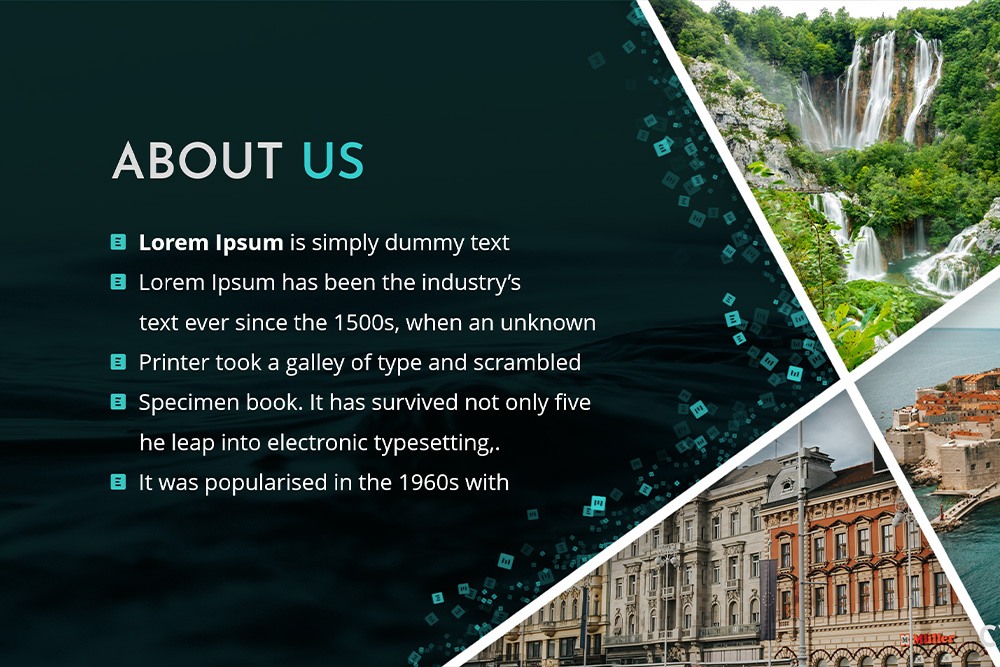 ABOUT US
Lorem Ipsum is simply dummy text
Lorem Ipsum has been the industry’s
text ever since the 1500s, when an unknown
Printer took a galley of type and scrambled
Specimen book. It has survived not only five
he leap into electronic typesetting,.
It was popularised in the 1960s with
Müller